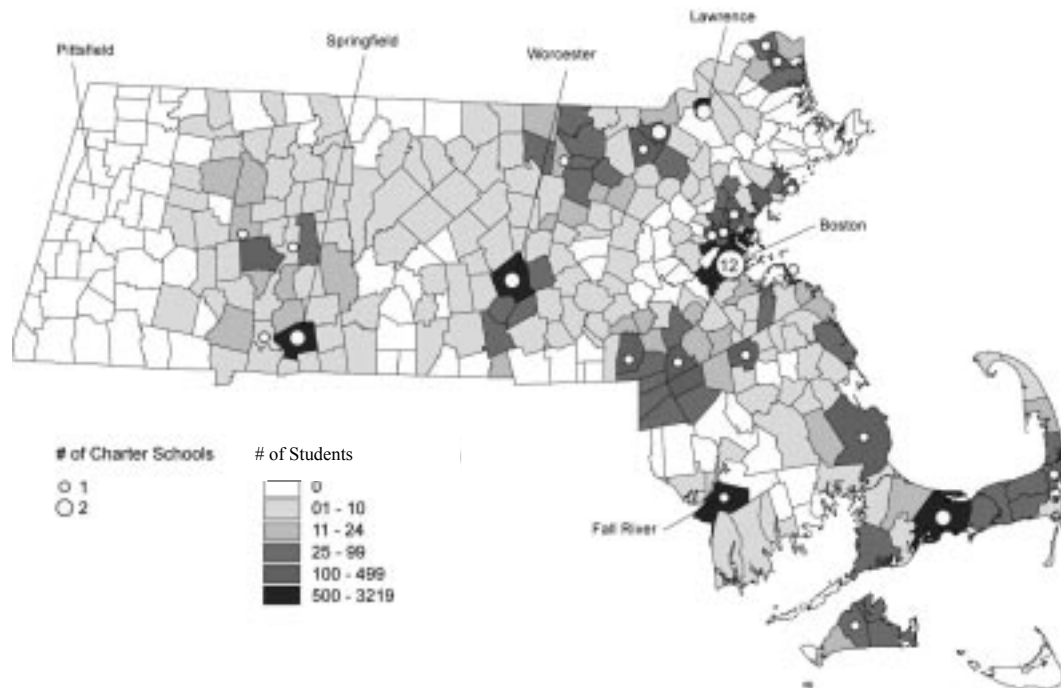 Lawrence
Springfield
Pittsfield
Worcester
Boston
12
# of Charter Schools
1
2
# of Students
0
01 - 10
11 - 24
25 - 99
100 - 499
500 - 3219
Fall River